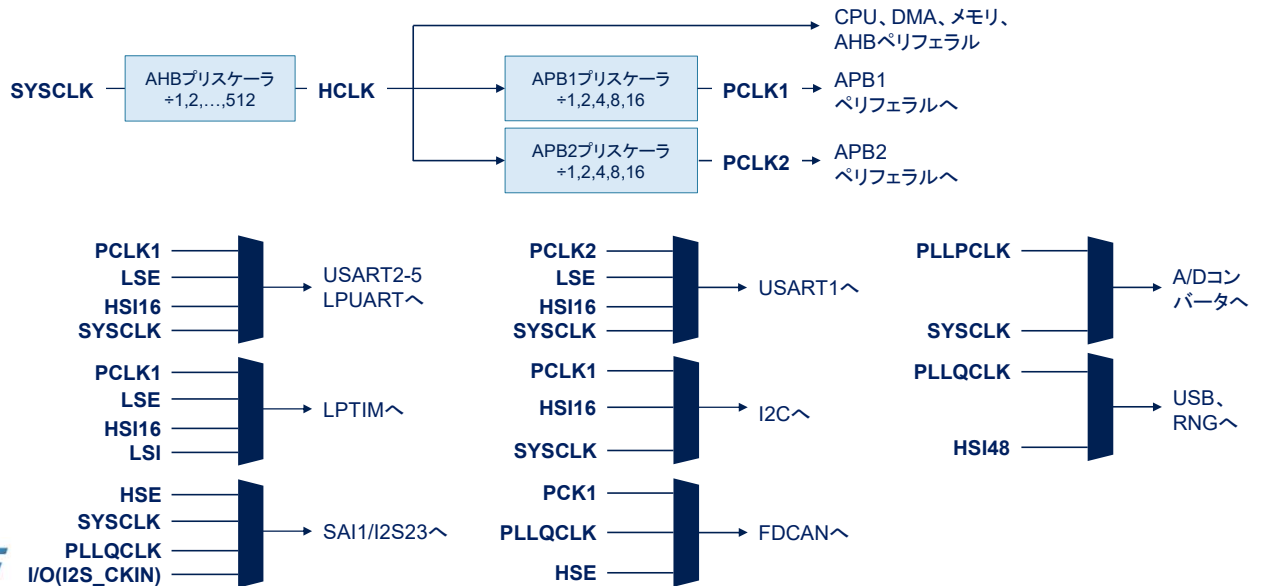 CPU、DMA、メモリ、
AHBペリフェラル
SYSCLK
AHBプリスケーラ
÷1,2,…,512
HCLK
APB1プリスケーラ
÷1,2,4,8,16
PCLK1
APB1
ペリフェラルへ
APB2プリスケーラ
÷1,2,4,8,16
PCLK2
APB2
ペリフェラルへ
PCLK1
LSE
HSI16
SYSCLK
USART2-5
LPUARTへ
PCLK2
LSE
HSI16
SYSCLK
USART1へ
PLLPCLK
SYSCLK
A/Dコン
バータへ
PCLK1
LSE
HSI16
LSI
LPTIMへ
PCLK1
HSI16
SYSCLK
I2Cへ
PLLQCLK
HSI48
USB、
RNGへ
HSE
SYSCLK
PLLQCLK
I/O(I2S_CKIN)
SAI1/I2S23へ
PCK1
PLLQCLK
HSE
FDCANへ